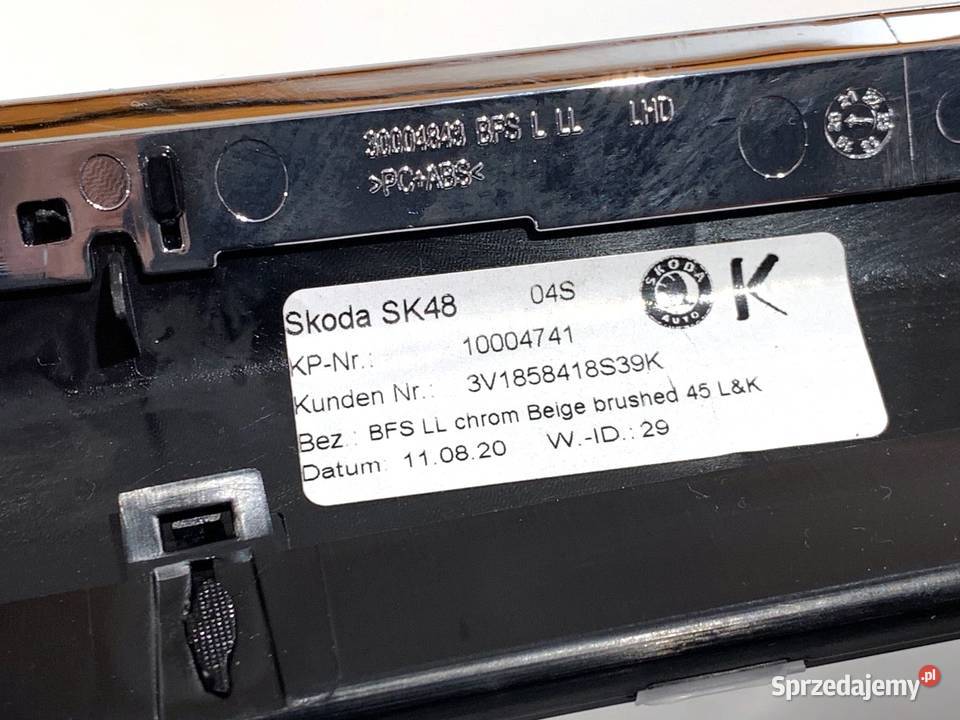 30004843 BFS L LL LHD
>PC+ABS<
Skoda SK48 04S
SKODA
AUTO
K
KP-Nr.: 10004741
Kunden Nr.: 3V1858418S39K
Bez.: BFS LL chrom Beige brushed 45 L&K
Datum: 11.08.20 W.-ID.: 29
Sprzedajemy.pl